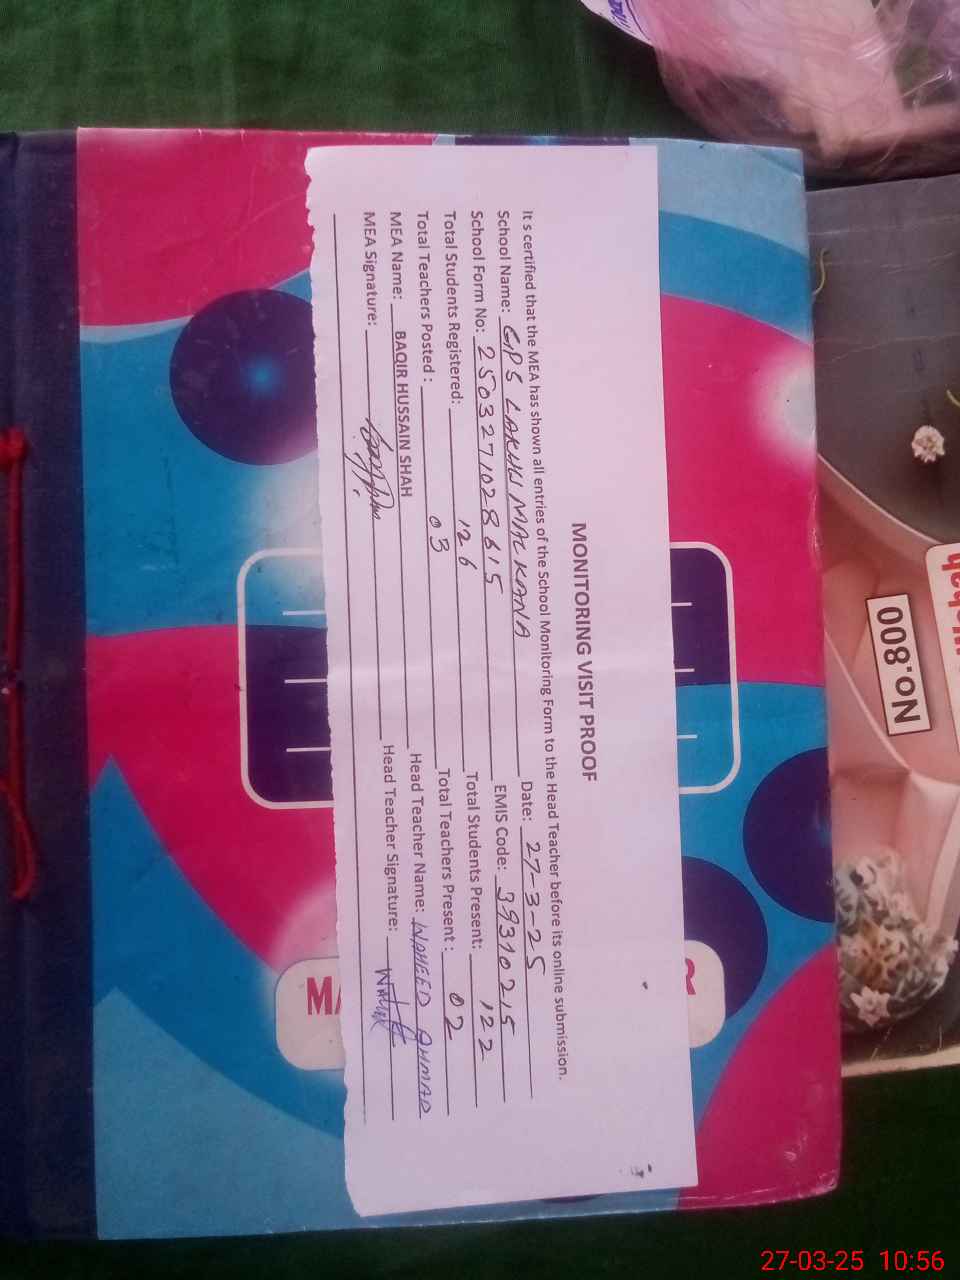 MONITORING VISIT PROOF
It s certified that the MEA has shown all entries of the School Monitoring Form to the Head Teacher before its online submission.
School Name: GPS LAKHU MALKANA Date: 27-3-25
School Form No: 2503271028615 EMIS Code: 39310215
Total Students Registered: 126 Total Students Present: 122
Total Teachers Posted : 03 Total Teachers Present : 02
MEA Name: BAQIR HUSSAIN SHAH Head Teacher Name: WAHEED AHMAD
MEA Signature: Head Teacher Signature:
MA
R
No.800
27-03-25 10:56